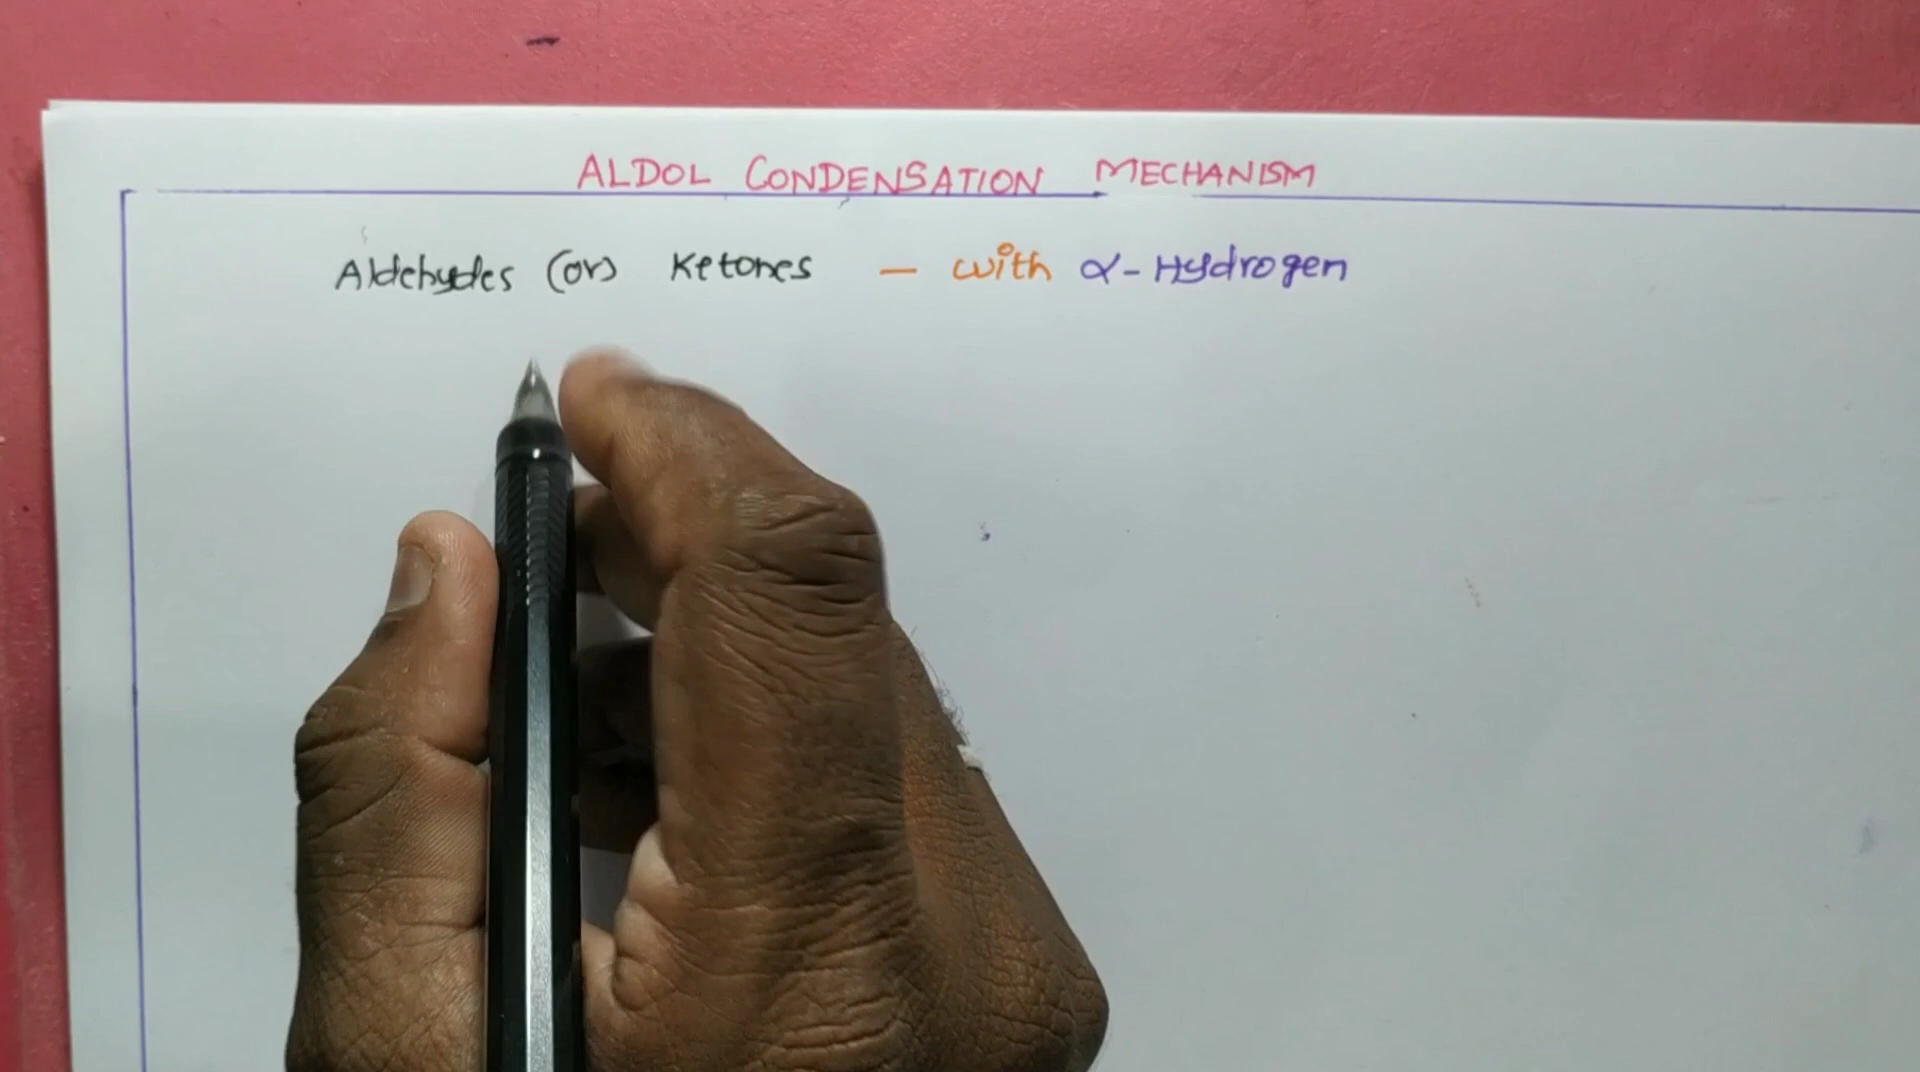 ALDOL CONDENSATION MECHANISM
Aldehydes (or) Ketones - with α-Hydrogen